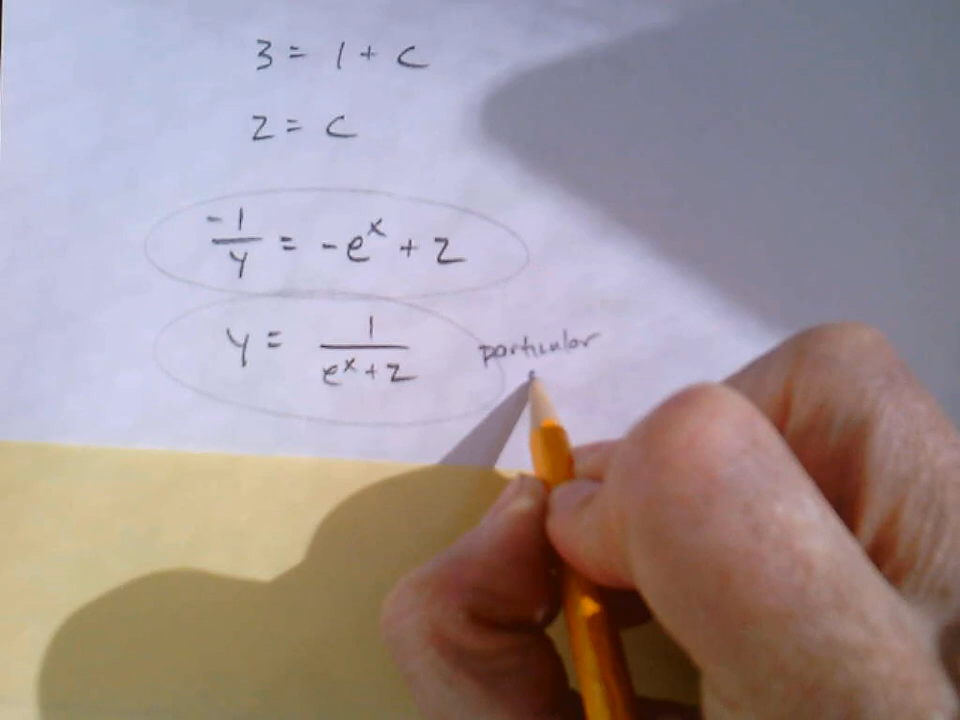 3 = 1 + C
2 = C
-1/y = -e^x + 2
y = 1/(e^x + 2) particular